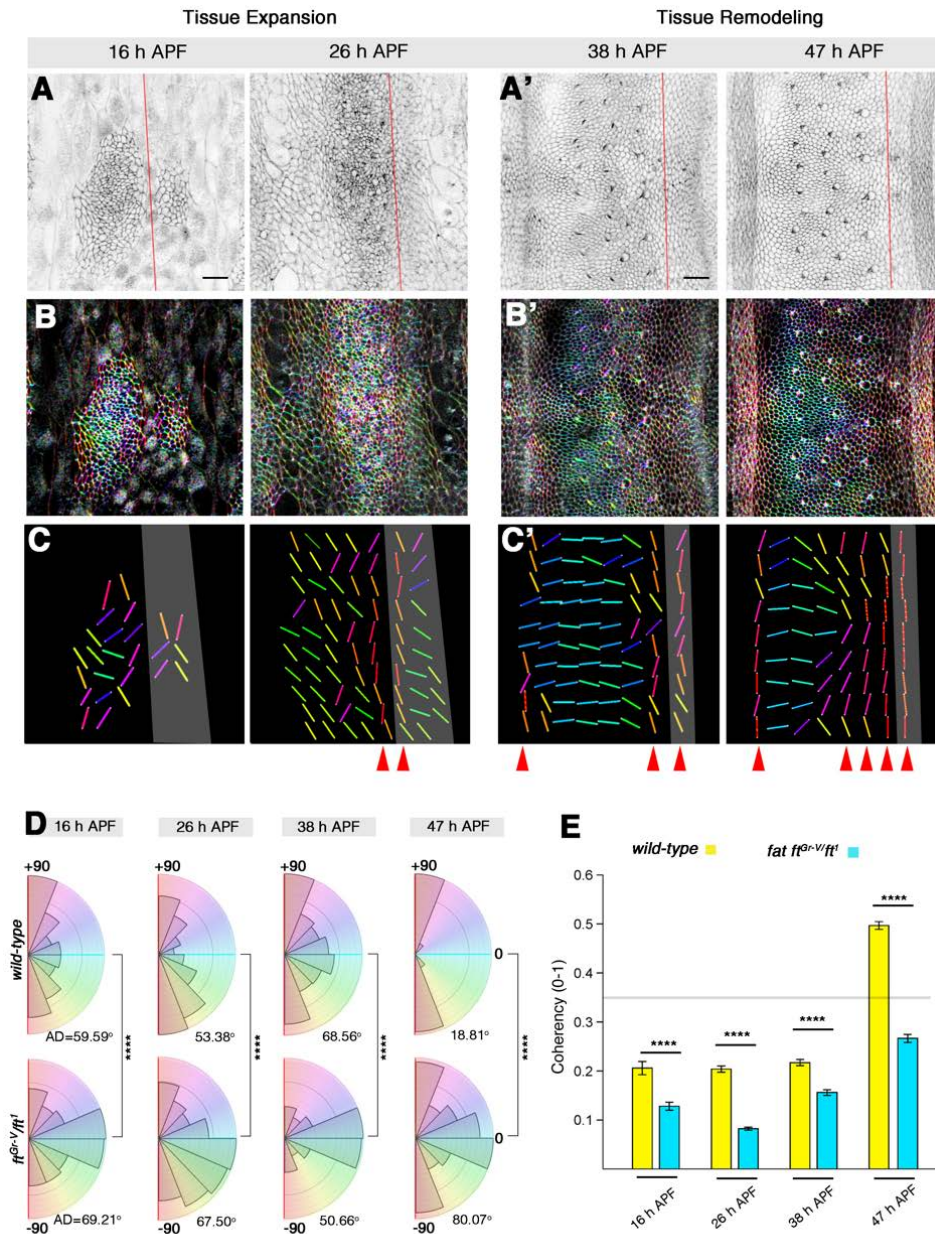 Tissue Expansion Tissue Remodeling
16 h APF 26 h APF 38 h APF 47 h APF
A A'
B B'
C C'
D 16 h APF 26 h APF 38 h APF 47 h APF
+90 +90 +90 +90
wild-type
0
AD=59.59° 53.38° 68.56° 18.81°
****
****
****
****
ft^Gr-V/ft^1
0
-90 -90 -90 -90
AD=69.21° 67.50° 50.66° 80.07°
E
wild-type fat ft^Gr-V/ft^1
Coherency (0-1)
0.6
0.5
0.4
0.3
0.2
0.1
****
****
****
****
16 h APF
26 h APF
38 h APF
47 h APF